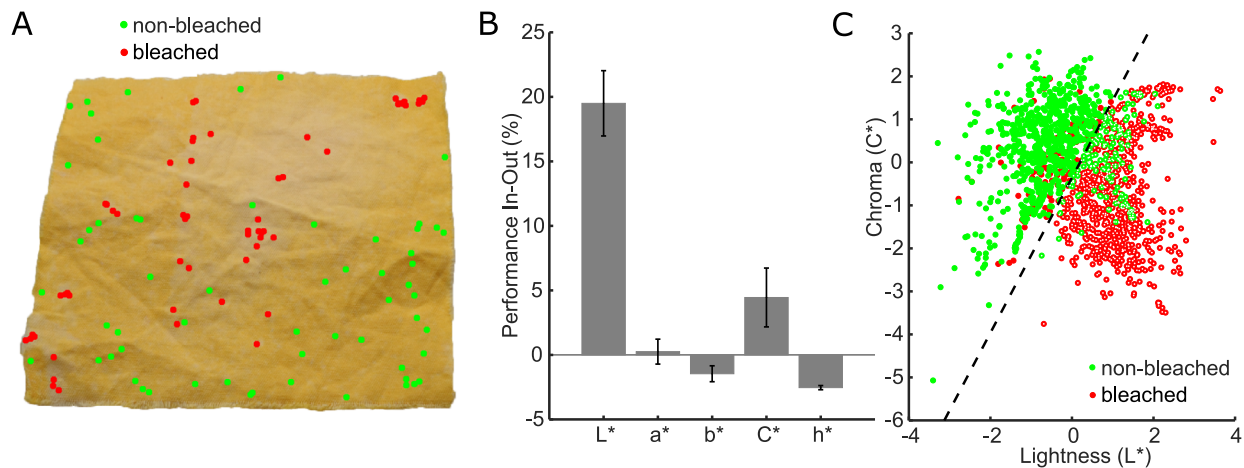 A
non-bleached
bleached
B
Performance In-Out (%)
25
20
15
10
5
0
-5
L* a* b* C* h*
C
Chroma (C*)
3
2
1
0
-1
-2
-3
-4
-5
-6
-4 -2 0 2 4
Lightness (L*)
non-bleached
bleached